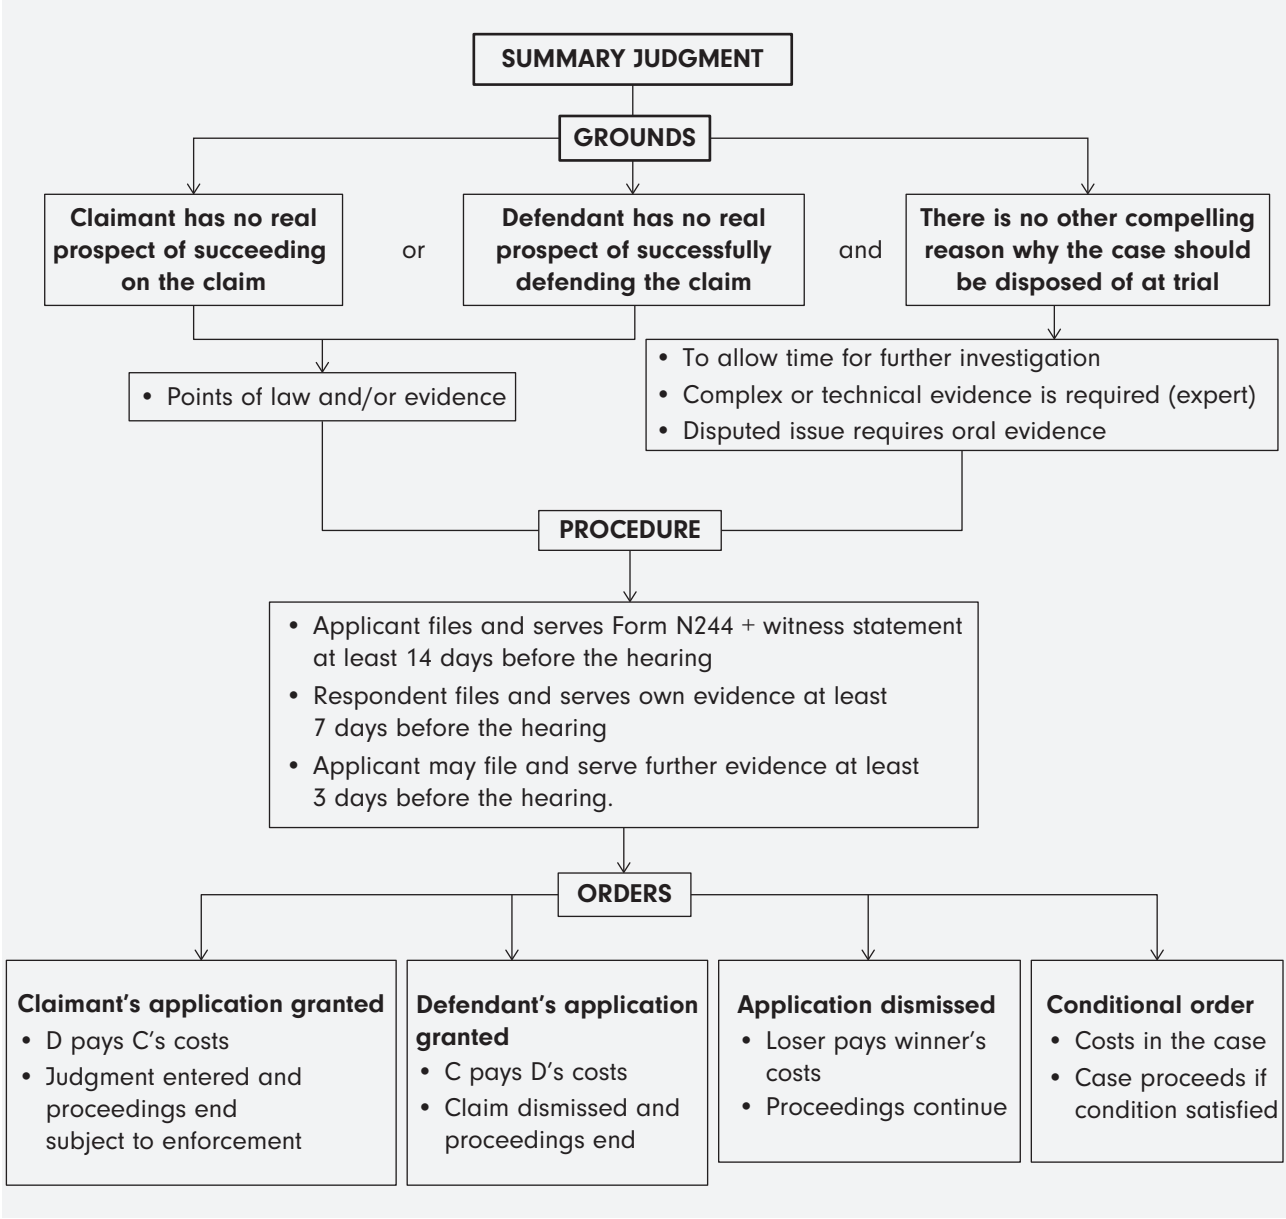 SUMMARY JUDGMENT
GROUNDS
Claimant has no real
prospect of succeeding
on the claim
or
Defendant has no real
prospect of successfully
defending the claim
and
There is no other compelling
reason why the case should
be disposed of at trial
• Points of law and/or evidence
• To allow time for further investigation
• Complex or technical evidence is required (expert)
• Disputed issue requires oral evidence
PROCEDURE
• Applicant files and serves Form N244 + witness statement
at least 14 days before the hearing
• Respondent files and serves own evidence at least
7 days before the hearing
• Applicant may file and serve further evidence at least
3 days before the hearing.
ORDERS
Claimant's application granted
• D pays C's costs
• Judgment entered and
proceedings end
subject to enforcement
Defendant's application
granted
• C pays D's costs
• Claim dismissed and
proceedings end
Application dismissed
• Loser pays winner's
costs
• Proceedings continue
Conditional order
• Costs in the case
• Case proceeds if
condition satisfied